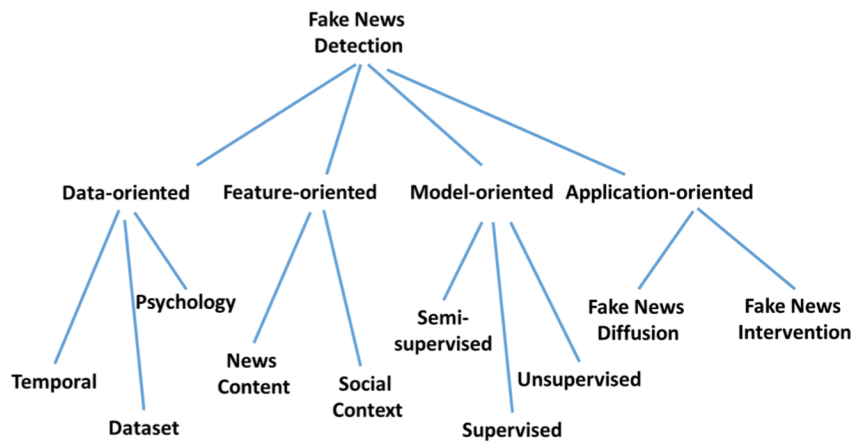 Fake News
Detection
Data-oriented
Feature-oriented
Model-oriented
Application-oriented
Psychology
Temporal
Dataset
News
Content
Social
Context
Semi-
supervised
Supervised
Unsupervised
Fake News
Diffusion
Fake News
Intervention